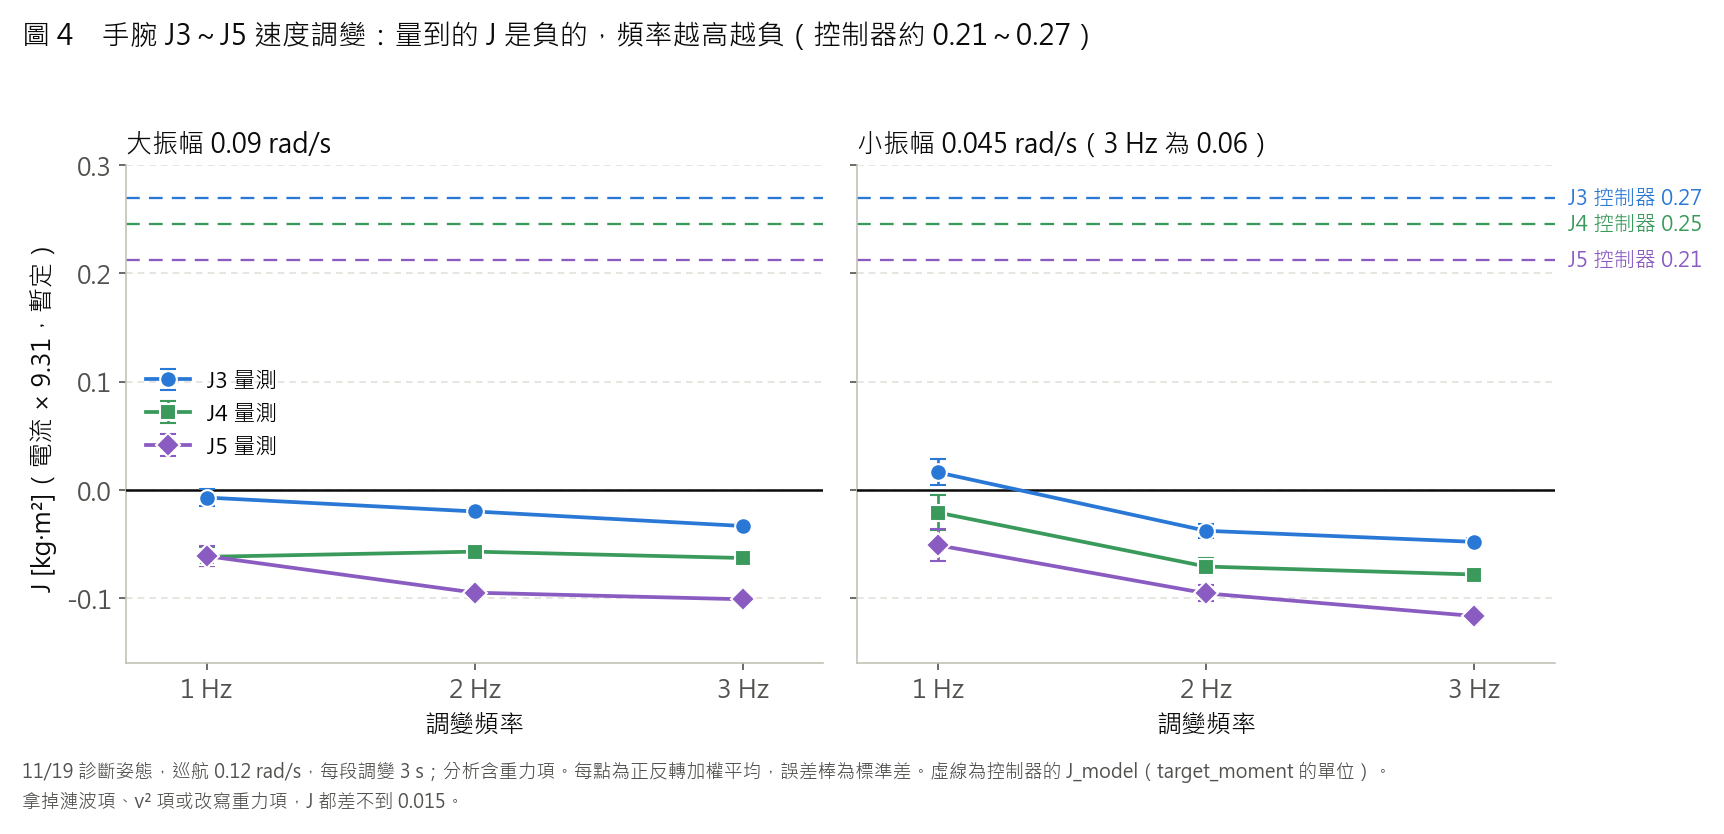 圖 4　手腕 J3～J5 速度調變：量到的 J 是負的，頻率越高越負（控制器約 0.21～0.27）
大振幅 0.09 rad/s
小振幅 0.045 rad/s（3 Hz 為 0.06）
J [kg·m²]（電流 × 9.31，暫定）
0.3
0.2
0.1
0.0
-0.1
J3 量測
J4 量測
J5 量測
J3 控制器 0.27
J4 控制器 0.25
J5 控制器 0.21
1 Hz
2 Hz
3 Hz
1 Hz
2 Hz
3 Hz
調變頻率
調變頻率
11/19 診斷姿態，巡航 0.12 rad/s，每段調變 3 s；分析含重力項。每點為正反轉加權平均，誤差棒為標準差。虛線為控制器的 J_model（target_moment 的單位）。
拿掉漣波項、v² 項或改寫重力項，J 都差不到 0.015。